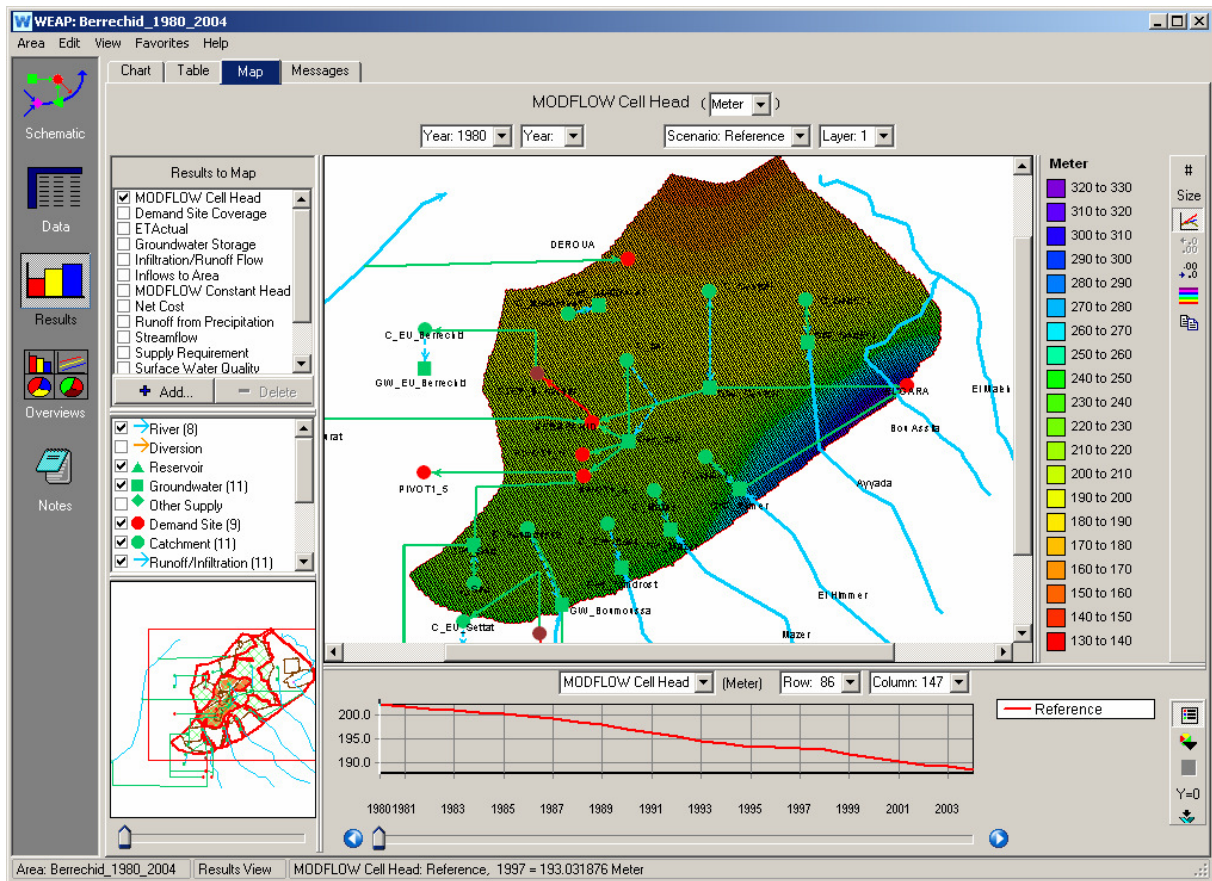 WEAP: Berrechid_1980_2004
Area Edit View Favorites Help
Schematic
Data
Results
Overviews
Notes
Chart Table Map Messages
MODFLOW Cell Head ( Meter )
Year: 1980 Year: Scenario: Reference Layer: 1
Results to Map
MODFLOW Cell Head
Demand Site Coverage
ETActual
Groundwater Storage
Infiltration/Runoff Flow
Inflows to Area
MODFLOW Constant Head
Net Cost
Runoff from Precipitation
Streamflow
Supply Requirement
Surface Water Quality
Add... Delete
River (8)
Diversion
Reservoir
Groundwater (11)
Other Supply
Demand Site (9)
Catchment (11)
Runoff/Infiltration (11)
DEROUA
C_EU_Berrechid
GW_EU_Berrechid
PIVOT1_5
Bou Assila
Ayyada
El Himmer
Mazer
GW_Boumoussa
C_EU_Settat
Meter
320 to 330
310 to 320
300 to 310
290 to 300
280 to 290
270 to 280
260 to 270
250 to 260
240 to 250
230 to 240
220 to 230
210 to 220
200 to 210
190 to 200
180 to 190
170 to 180
160 to 170
150 to 160
140 to 150
130 to 140
#
Size
MODFLOW Cell Head (Meter) Row: 86 Column: 147
200.0
195.0
190.0
1980 1981 1983 1985 1987 1989 1991 1993 1995 1997 1999 2001 2003
Reference
Y=0
Area: Berrechid_1980_2004 Results View MODFLOW Cell Head: Reference, 1997 = 193.031876 Meter